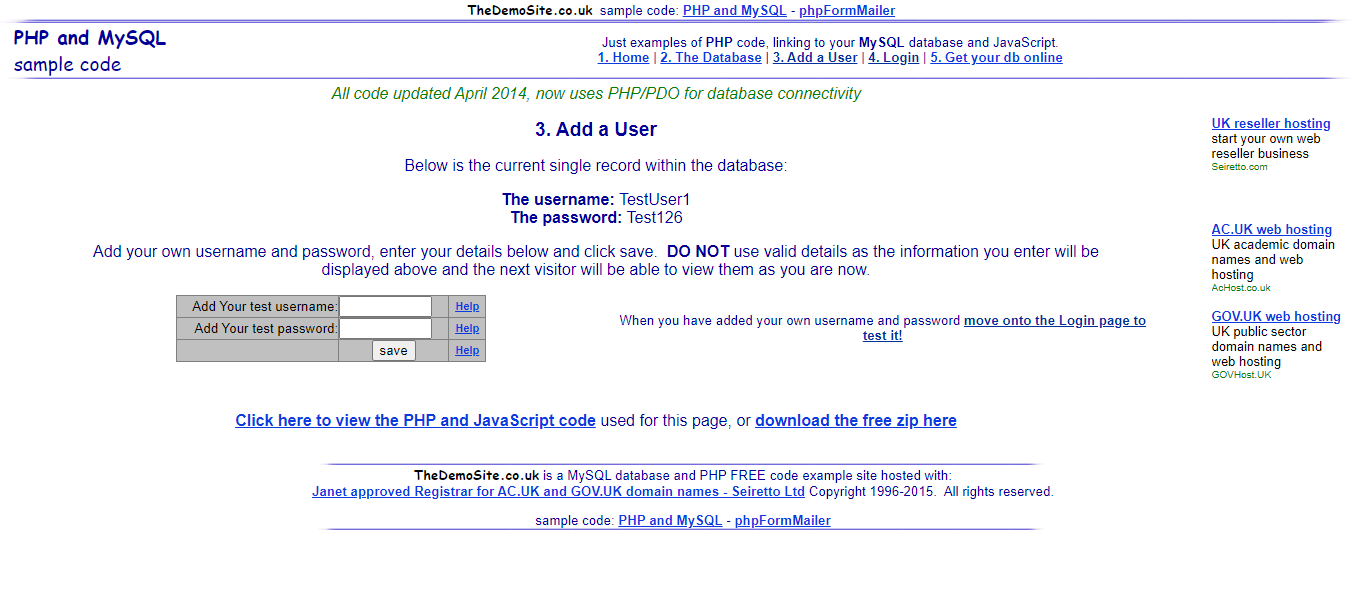 TheDemoSite.co.uk sample code: PHP and MySQL - phpFormMailer
PHP and MySQL
sample code
Just examples of PHP code, linking to your MySQL database and JavaScript.
1. Home | 2. The Database | 3. Add a User | 4. Login | 5. Get your db online
All code updated April 2014, now uses PHP/PDO for database connectivity
3. Add a User
Below is the current single record within the database:
The username: TestUser1
The password: Test126
Add your own username and password, enter your details below and click save.  DO NOT use valid details as the information you enter will be
displayed above and the next visitor will be able to view them as you are now.
Add Your test username: Help
Add Your test password: Help
save Help
When you have added your own username and password move onto the Login page to
test it!
Click here to view the PHP and JavaScript code used for this page, or download the free zip here
UK reseller hosting
start your own web
reseller business
Seiretto.com
AC.UK web hosting
UK academic domain
names and web
hosting
AcHost.co.uk
GOV.UK web hosting
UK public sector
domain names and
web hosting
GOVHost.UK
TheDemoSite.co.uk is a MySQL database and PHP FREE code example site hosted with:
Janet approved Registrar for AC.UK and GOV.UK domain names - Seiretto Ltd Copyright 1996-2015.  All rights reserved.
sample code: PHP and MySQL - phpFormMailer